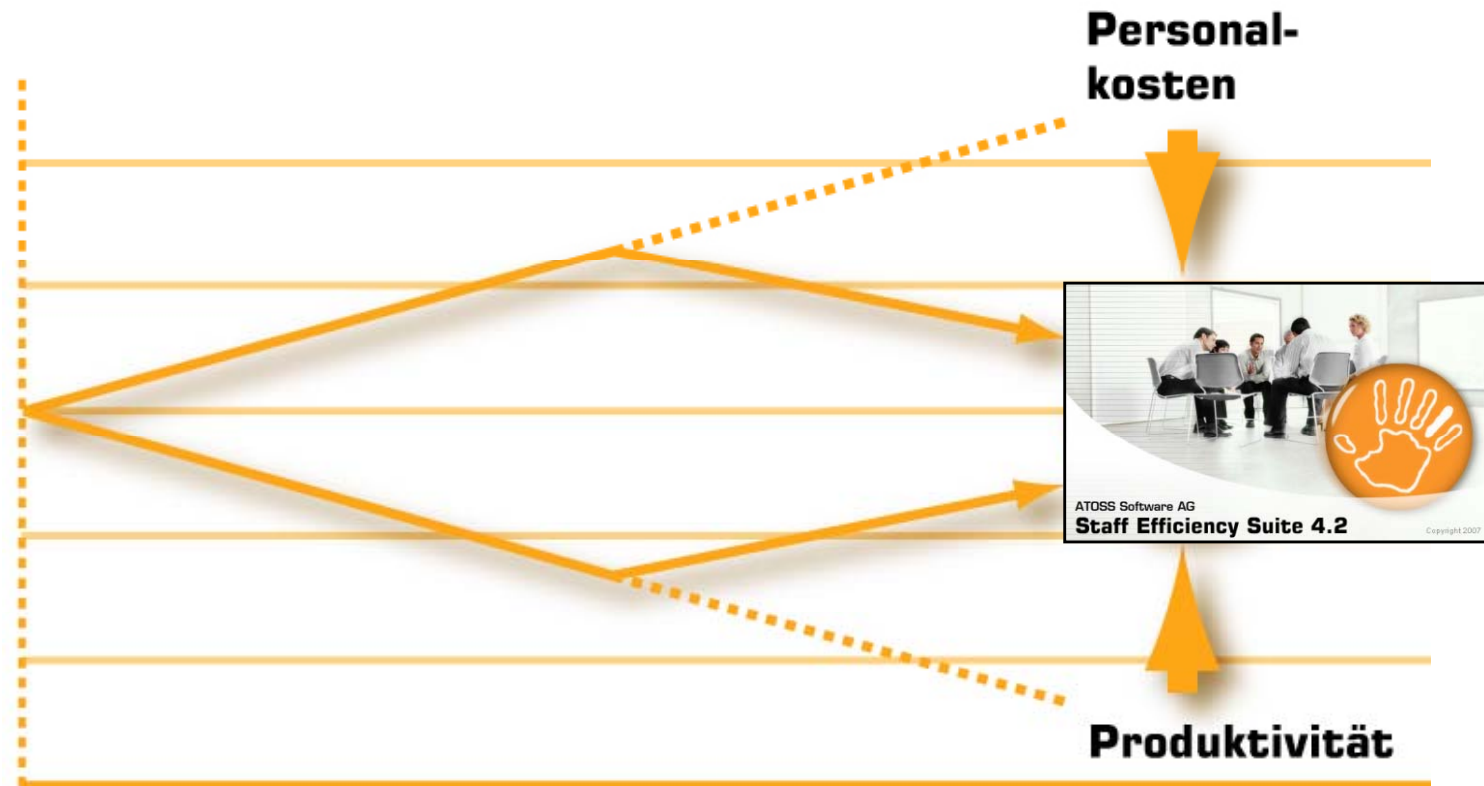 Personal-
kosten
ATOSS Software AG
Staff Efficiency Suite 4.2
Copyright 2007
Produktivität